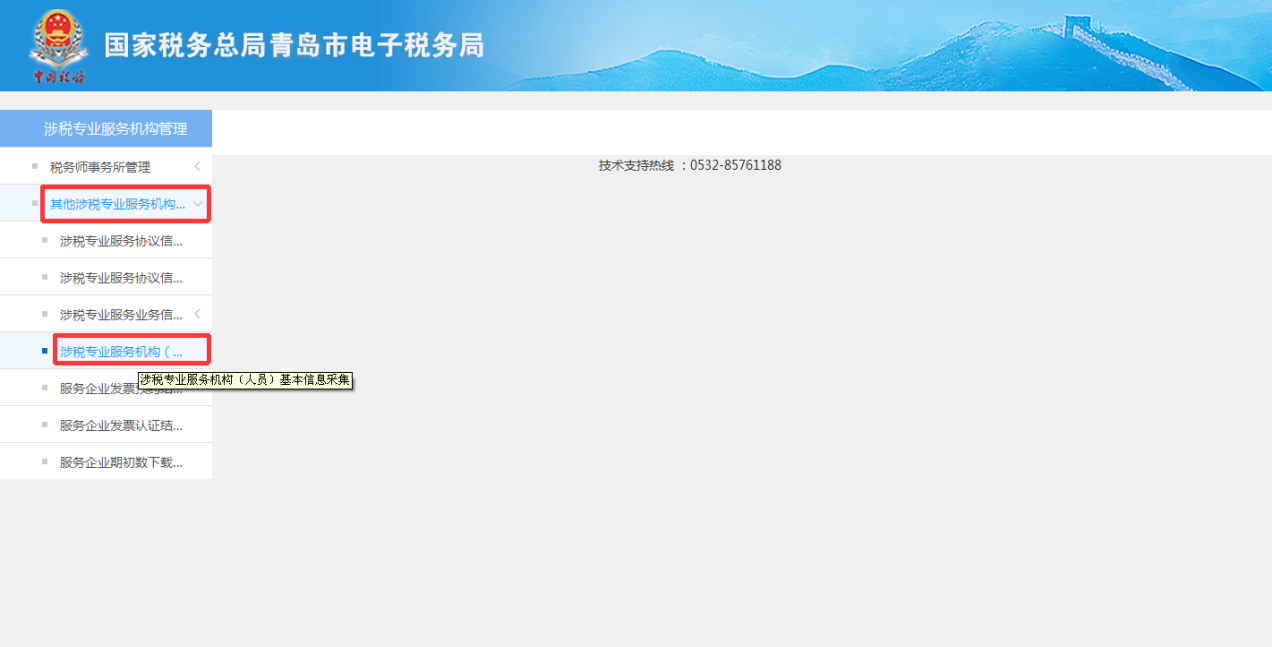 国家税务总局青岛市电子税务局
中国税务
涉税专业服务机构管理
税务师事务所管理
技术支持热线 ：0532-85761188
其他涉税专业服务机构...
涉税专业服务协议信...
涉税专业服务协议信...
涉税专业服务业务信...
涉税专业服务机构（...
涉税专业服务机构（人员）基本信息采集
服务企业发票
服务企业发票认证结...
服务企业期初数下载...